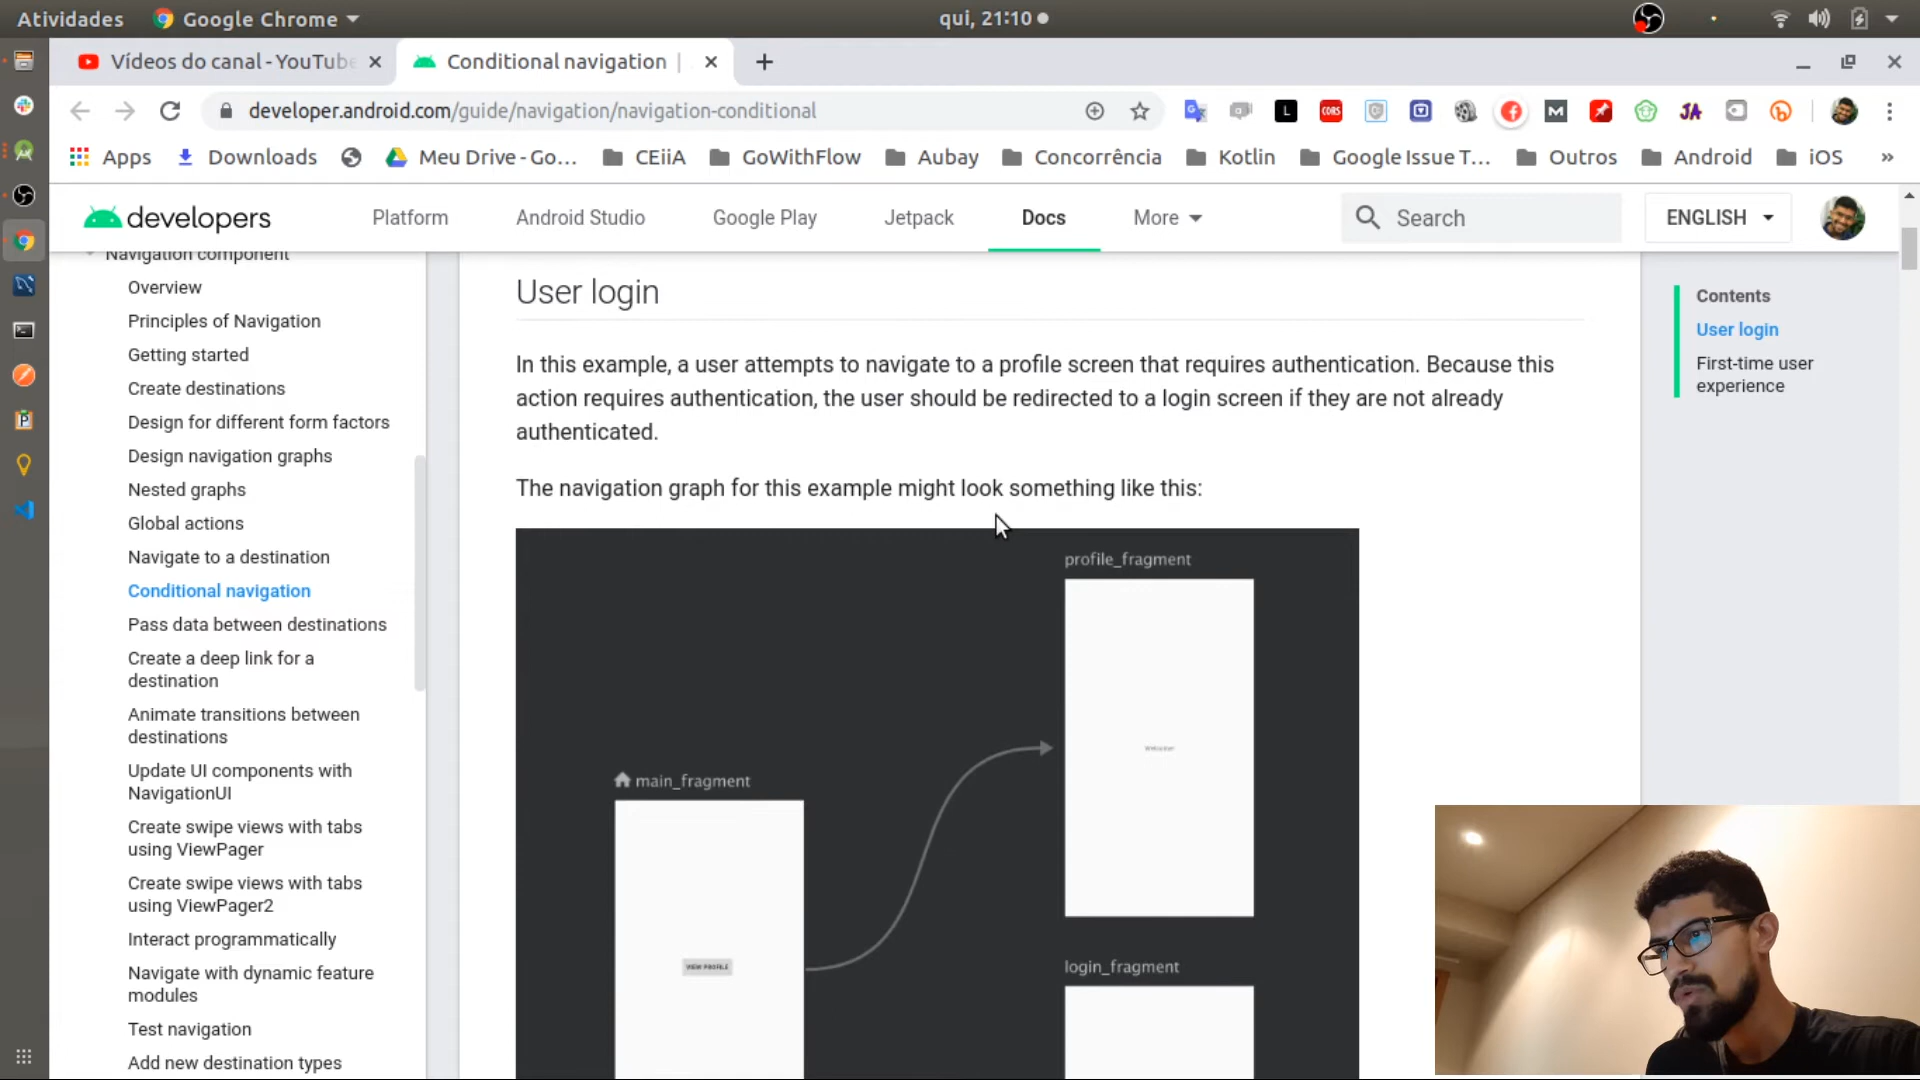 Atividades Google Chrome qui, 21:10
Vídeos do canal - YouTube Conditional navigation |
developer.android.com/guide/navigation/navigation-conditional
L CORS M JA
Apps Downloads Meu Drive - Go... CEiiA GoWithFlow Aubay Concorrência Kotlin Google Issue T... Outros Android iOS »
developers Platform Android Studio Google Play Jetpack Docs More Search ENGLISH
Navigation component
Overview
Principles of Navigation
Getting started
Create destinations
Design for different form factors
Design navigation graphs
Nested graphs
Global actions
Navigate to a destination
Conditional navigation
Pass data between destinations
Create a deep link for a
destination
Animate transitions between
destinations
Update UI components with
NavigationUI
Create swipe views with tabs
using ViewPager
Create swipe views with tabs
using ViewPager2
Interact programmatically
Navigate with dynamic feature
modules
Test navigation
Add new destination types
User login
In this example, a user attempts to navigate to a profile screen that requires authentication. Because this
action requires authentication, the user should be redirected to a login screen if they are not already
authenticated.
The navigation graph for this example might look something like this:
profile_fragment
main_fragment
VIEW PROFILE
login_fragment
Contents
User login
First-time user
experience